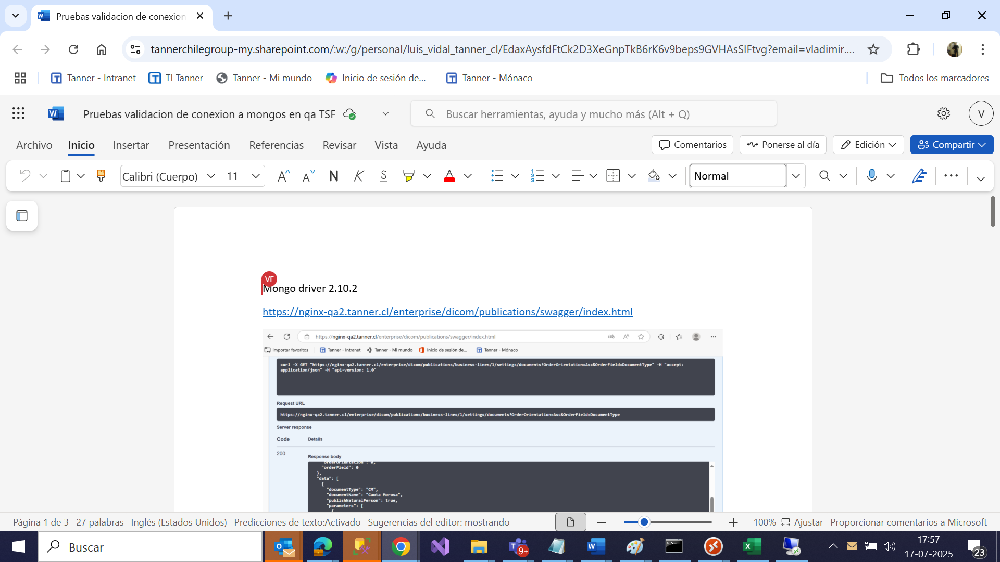 Pruebas validacion de conexion
tannerchilegroup-my.sharepoint.com/:w:/g/personal/luis_vidal_tanner_cl/EdaxAysfdFtCk2D3XeGnpTkB6rK6v9beps9GVHAsSIFtvg?email=vladimir....
Tanner - Intranet TI Tanner Tanner - Mi mundo Inicio de sesión de... Tanner - Mónaco Todos los marcadores
Pruebas validacion de conexion a mongos en qa TSF Buscar herramientas, ayuda y mucho más (Alt + Q) V
Archivo Inicio Insertar Presentación Referencias Revisar Vista Ayuda Comentarios Ponerse al día Edición Compartir
Calibri (Cuerpo) 11 N K S Normal
VE
Mongo driver 2.10.2
https://nginx-qa2.tanner.cl/enterprise/dicom/publications/swagger/index.html
https://nginx-qa2.tanner.cl/enterprise/dicom/publications/swagger/index.html
Importar favoritos Tanner - Intranet Tanner - Mi mundo Inicio de sesión de... Tanner - Mónaco
curl -X GET "https://nginx-qa2.tanner.cl/enterprise/dicom/publications/business-lines/1/settings/documents?OrderOrientation=Asc&OrderField=DocumentType" -H "accept:
application/json" -H "api-version: 1.0"
Request URL
https://nginx-qa2.tanner.cl/enterprise/dicom/publications/business-lines/1/settings/documents?OrderOrientation=Asc&OrderField=DocumentType
Server response
Code Details
200
Response body
"orderOrientation": 0,
"orderField": 0
},
"data": [
{
"documentType": "CM",
"documentName": "Cuota Morosa",
"publishNaturalPerson": true,
"parameters": [
{
Página 1 de 3 27 palabras Inglés (Estados Unidos) Predicciones de texto:Activado Sugerencias del editor: mostrando 100% Ajustar Proporcionar comentarios a Microsoft
Buscar 9+ 17:57
17-07-2025 23